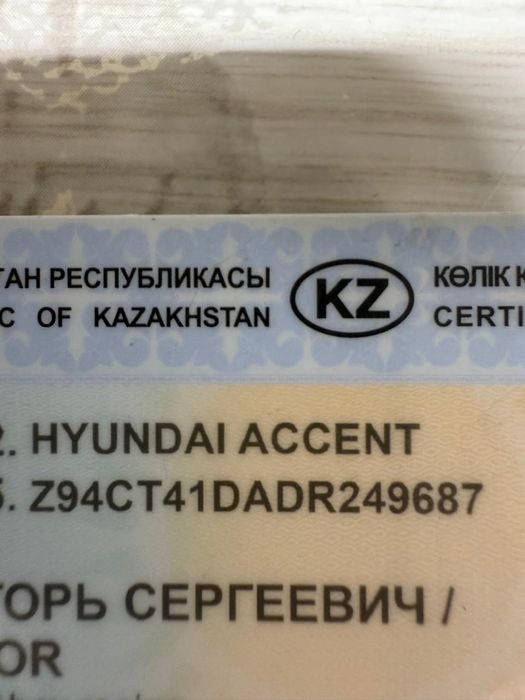 ТАН РЕСПУБЛИКАСЫ KZ КӨЛІК К
C OF KAZAKHSTAN CERTI
2. HYUNDAI ACCENT
5. Z94CT41DADR249687
ГОРЬ СЕРГЕЕВИЧ /
OR